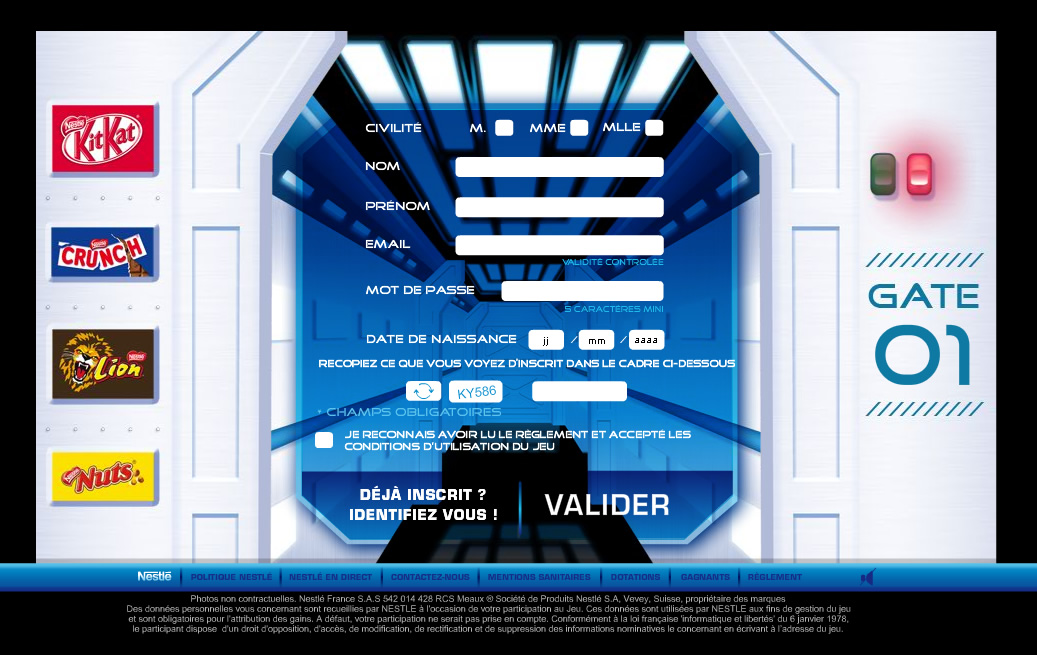 Nestlé
KitKat
Nestlé
CRUNCH
Nestlé
Lion
Nestlé
Nuts
CIVILITÉ M. MME MLLE
NOM
PRÉNOM
EMAIL
VALIDITÉ CONTROLÉE
MOT DE PASSE
5 CARACTÈRES MINI
DATE DE NAISSANCE jj / mm / aaaa
RECOPIEZ CE QUE VOUS VOYEZ D'INSCRIT DANS LE CADRE CI-DESSOUS
KY586
* CHAMPS OBLIGATOIRES
JE RECONNAIS AVOIR LU LE RÈGLEMENT ET ACCEPTÉ LES
CONDITIONS D'UTILISATION DU JEU
DÉJÀ INSCRIT ?
IDENTIFIEZ VOUS !
VALIDER
GATE
01
Nestlé POLITIQUE NESTLÉ NESTLÉ EN DIRECT CONTACTEZ-NOUS MENTIONS SANITAIRES DOTATIONS GAGNANTS RÈGLEMENT
Photos non contractuelles. Nestlé France S.A.S 542 014 428 RCS Meaux ® Société de Produits Nestlé S.A, Vevey, Suisse, propriétaire des marques
Des données personnelles vous concernant sont recueillies par NESTLE à l'occasion de votre participation au Jeu. Ces données sont utilisées par NESTLE aux fins de gestion du jeu
et sont obligatoires pour l'attribution des gains. A défaut, votre participation ne serait pas prise en compte. Conformément à la loi française 'informatique et libertés' du 6 janvier 1978,
le participant dispose d'un droit d'opposition, d'accès, de modification, de rectification et de suppression des informations nominatives le concernant en écrivant à l'adresse du jeu.